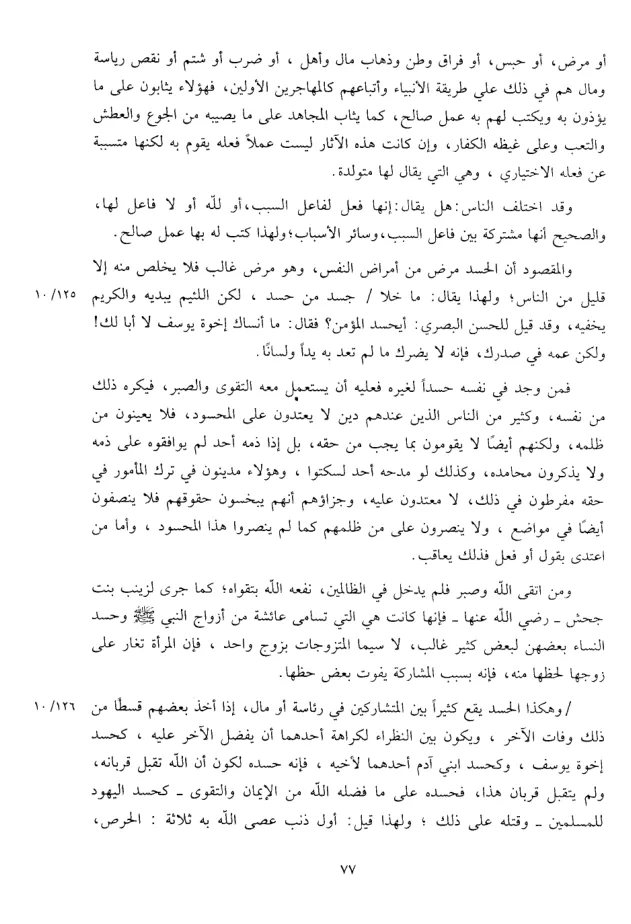 أو مرض، أو حبس، أو فراق وطن وذهاب مال وأهل ، أو ضرب أو شتم أو نقص رياسة
ومال هم في ذلك علي طريقة الأنبياء وأتباعهم كالمهاجرين الأولين، فهؤلاء يثابون على ما
يؤذون به ويكتب لهم به عمل صالح، كما يثاب المجاهد على ما يصيبه من الجوع والعطش
والتعب وعلى غيظه الكفار، وإن كانت هذه الآثار ليست عملاً فعله يقوم به لكنها متسببة
عن فعله الاختياري ، وهي التي يقال لها متولدة.
وقد اختلف الناس:هل يقال:إنها فعل لفاعل السبب،أو للّه أو لا فاعل لها،
والصحيح أنها مشتركة بين فاعل السبب،وسائر الأسباب؛ولهذا كتب له بها عمل صالح.
والمقصود أن الحسد مرض من أمراض النفس، وهو مرض غالب فلا يخلص منه إلا
١٠/١٢٥ قليل من الناس؛ ولهذا يقال: ما خلا / جسد من حسد ، لكن اللئيم يبديه والكريم
يخفيه، وقد قيل للحسن البصري: أيحسد المؤمن؟ فقال: ما أنساك إخوة يوسف لا أبا لك!
ولكن عمه في صدرك، فإنه لا يضرك ما لم تعد به يداً ولسانًا.
فمن وجد في نفسه حسداً لغيره فعليه أن يستعمل معه التقوى والصبر، فيكره ذلك
من نفسه، وكثير من الناس الذين عندهم دين لا يعتدون على المحسود، فلا يعينون من
ظلمه، ولكنهم أيضًا لا يقومون بما يجب من حقه، بل إذا ذمه أحد لم يوافقوه على ذمه
ولا يذكرون محامده، وكذلك لو مدحه أحد لسكتوا ، وهؤلاء مدينون في ترك المأمور في
حقه مفرطون في ذلك، لا معتدون عليه، وجزاؤهم أنهم يبخسون حقوقهم فلا ينصفون
أيضًا في مواضع ، ولا ينصرون على من ظلمهم كما لم ينصروا هذا المحسود ، وأما من
اعتدى بقول أو فعل فذلك يعاقب.
ومن اتقى اللّه وصبر فلم يدخل في الظالمين، نفعه اللّه بتقواه؛ كما جرى لزينب بنت
جحش ـ رضي اللّه عنها ـ فإنها كانت هي التي تسامى عائشة من أزواج النبي ﷺ وحسد
النساء بعضهن لبعض كثير غالب، لا سيما المتزوجات بزوج واحد ، فإن المرأة تغار على
زوجها لحظها منه، فإنه بسبب المشاركة يفوت بعض حظها.
١٠/١٢٦ / وهكذا الحسد يقع كثيراً بين المتشاركين في رئاسة أو مال، إذا أخذ بعضهم قسطًا من
ذلك وفات الآخر ، ويكون بين النظراء لكراهة أحدهما أن يفضل الآخر عليه ، كحسد
إخوة يوسف ، وكحسد ابني آدم أحدهما لأخيه ، فإنه حسده لكون أن اللّه تقبل قربانه،
ولم يتقبل قربان هذا، فحسده على ما فضله اللّه من الإيمان والتقوى ـ كحسد اليهود
للمسلمين ـ وقتله على ذلك ؛ ولهذا قيل: أول ذنب عصى اللّه به ثلاثة : الحرص،
٧٧